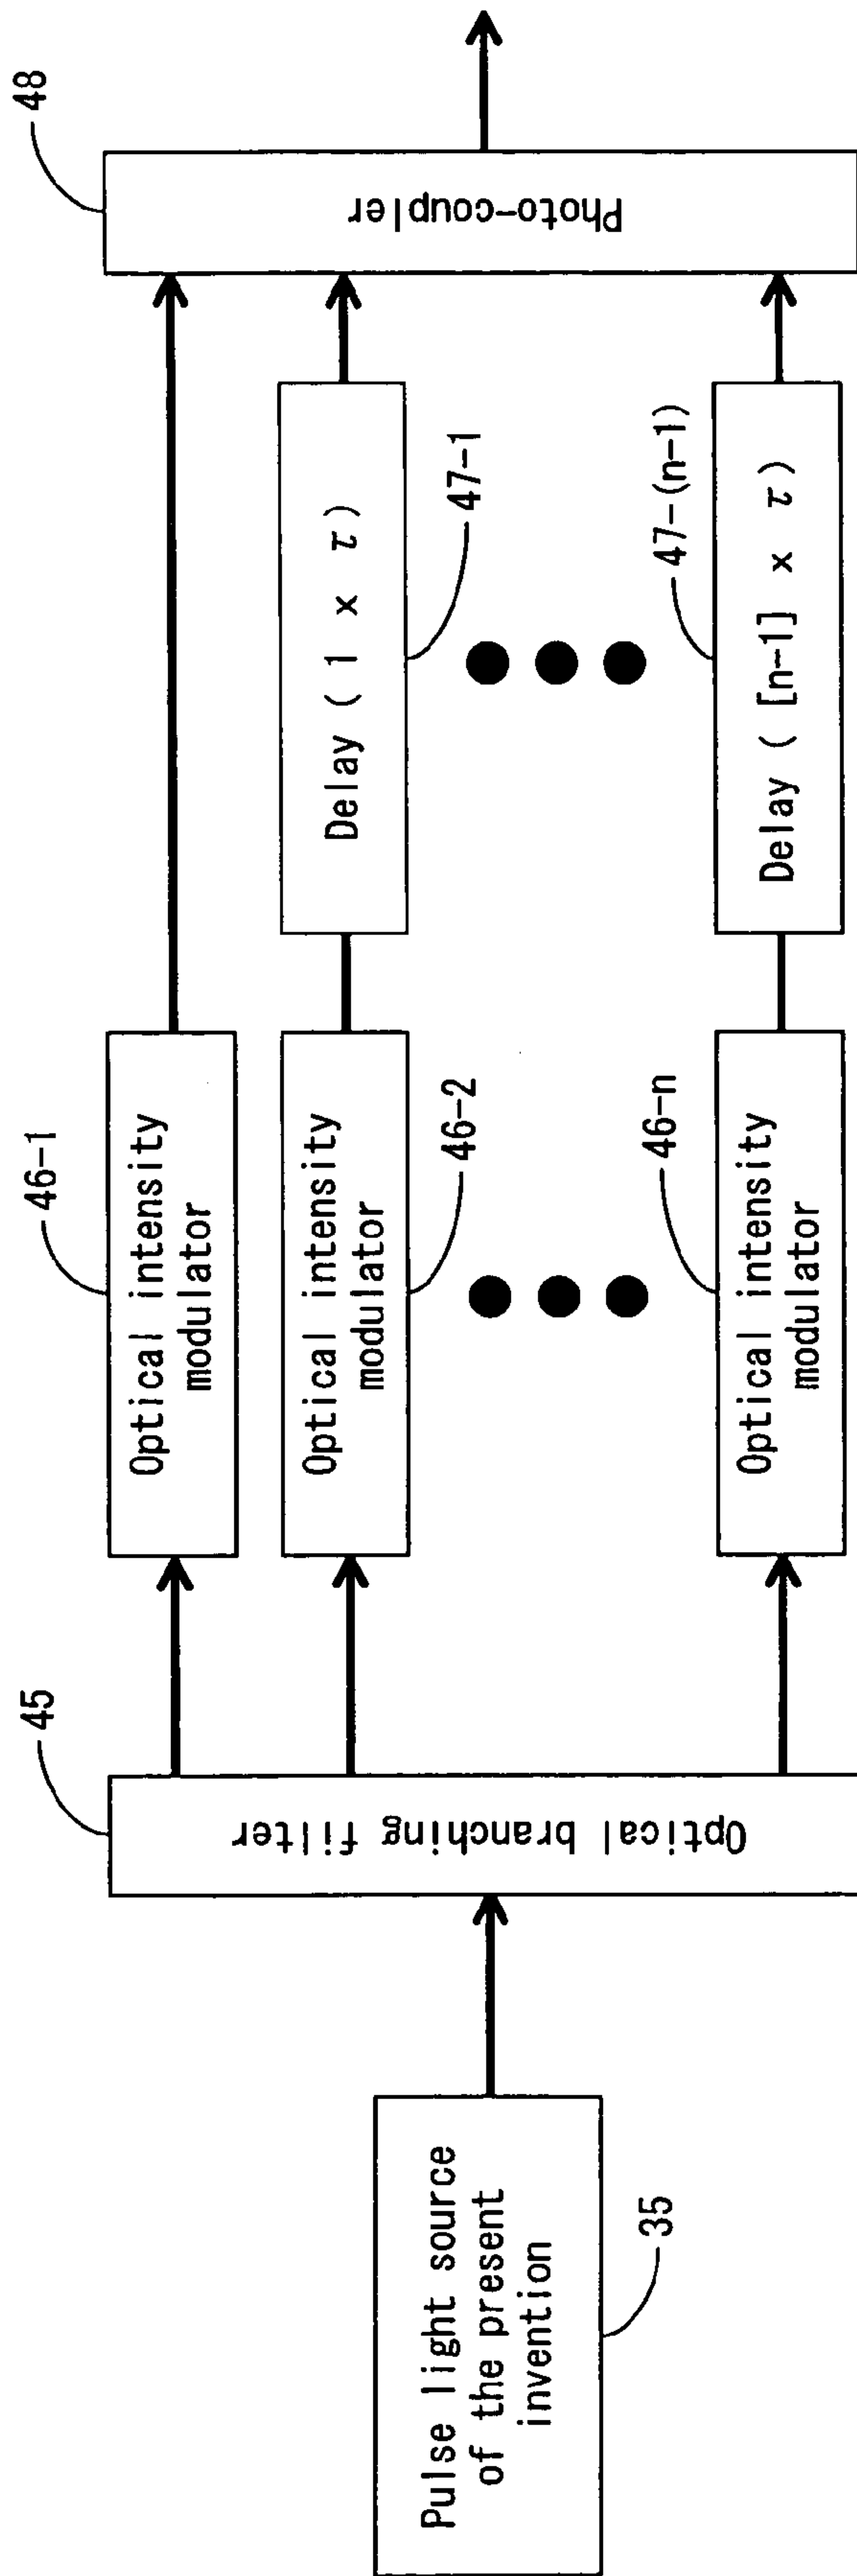 Pulse light source
of the present
invention
35
Optical branching filter
45
Optical intensity
modulator
46-1
Optical intensity
modulator
46-2
Optical intensity
modulator
46-n
Delay ( 1 x τ)
47-1
Delay ( [n-1] x τ)
47-(n-1)
Photo-coupler
48